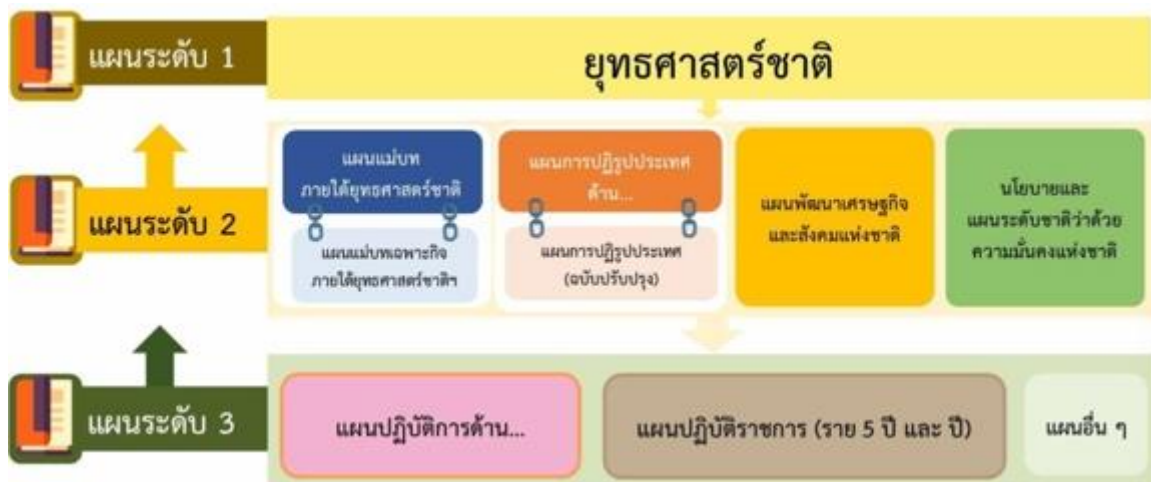 แผนระดับ 1
ยุทธศาสตร์ชาติ
แผนระดับ 2
แผนแม่บท
ภายใต้ยุทธศาสตร์ชาติ
แผนแม่บทเฉพาะกิจ
ภายใต้ยุทธศาสตร์ชาติฯ
แผนการปฏิรูปประเทศ
ด้าน...
แผนการปฏิรูปประเทศ
(ฉบับปรับปรุง)
แผนพัฒนาเศรษฐกิจ
และสังคมแห่งชาติ
นโยบายและ
แผนระดับชาติว่าด้วย
ความมั่นคงแห่งชาติ
แผนระดับ 3
แผนปฏิบัติการด้าน...
แผนปฏิบัติราชการ (ราย 5 ปี และ ปี)
แผนอื่น ๆ